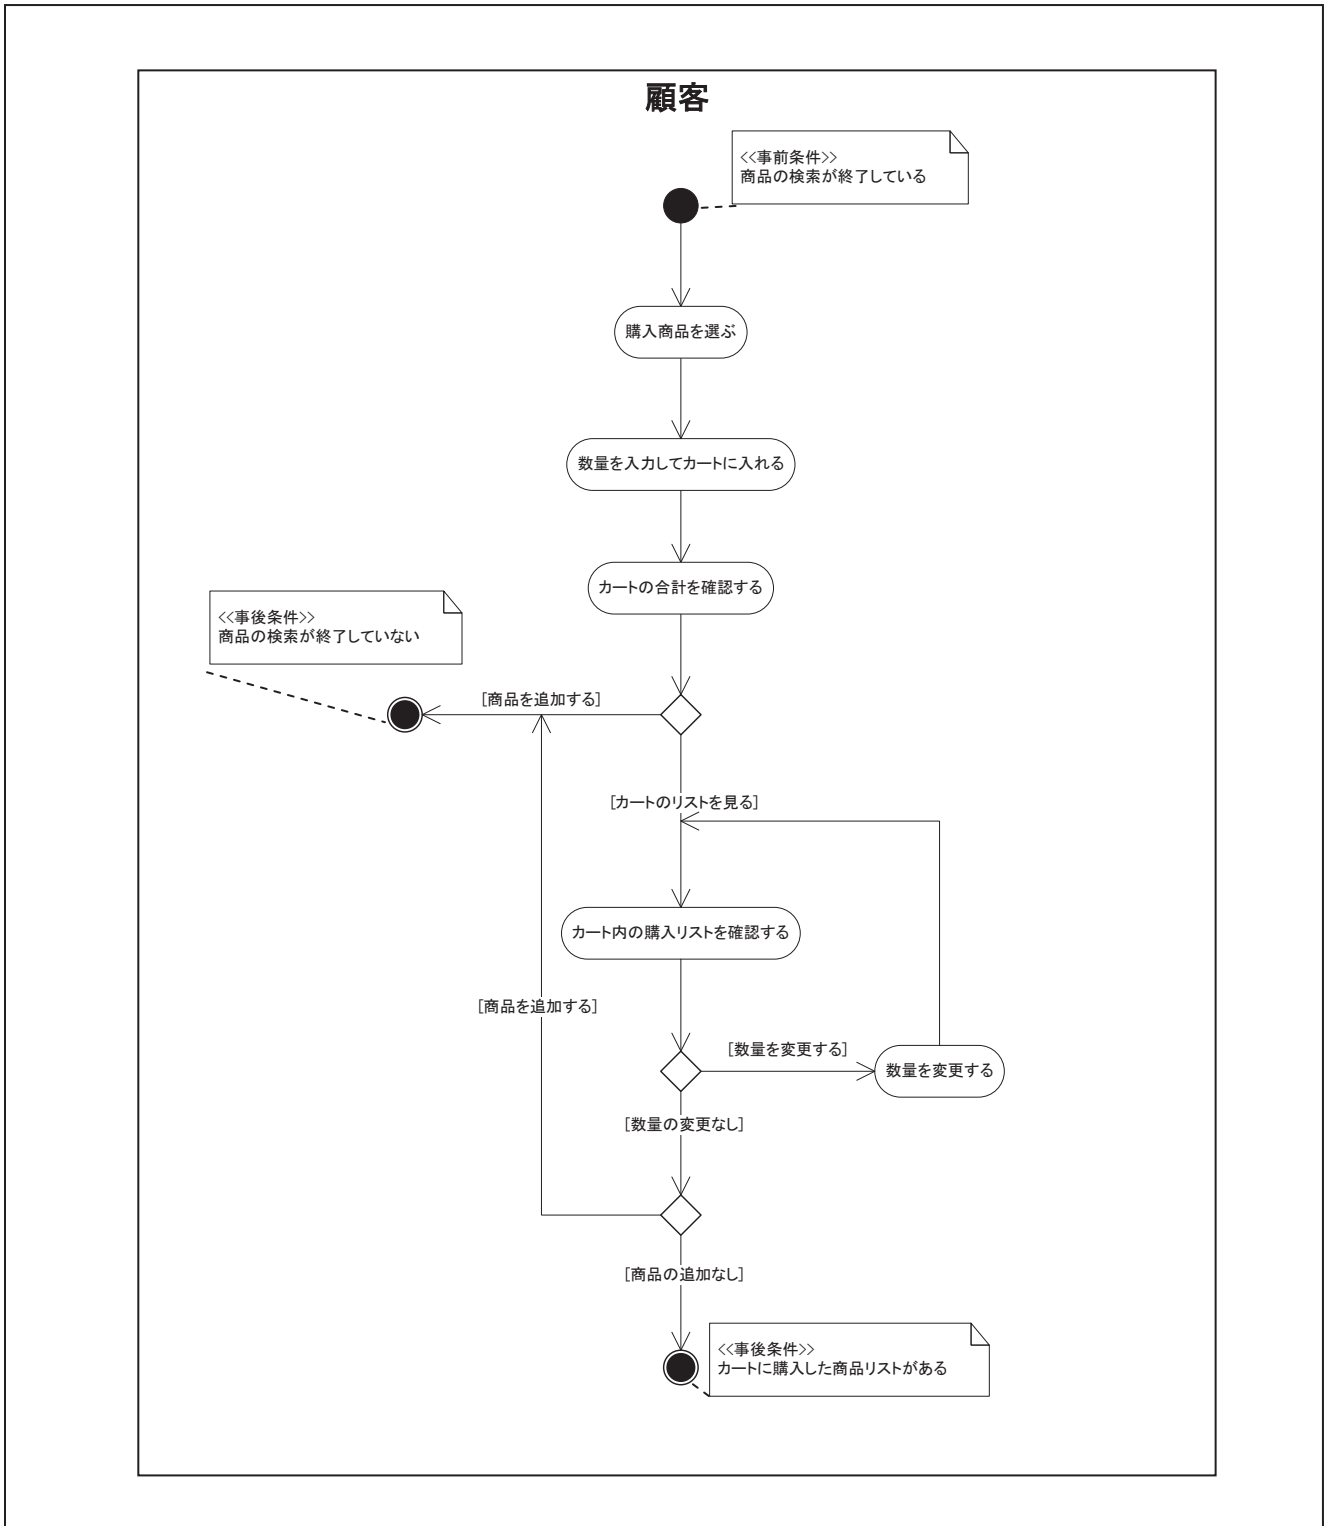 顧客
<<事前条件>>
商品の検索が終了している
購入商品を選ぶ
数量を入力してカートに入れる
カートの合計を確認する
<<事後条件>>
商品の検索が終了していない
[商品を追加する]
[カートのリストを見る]
カート内の購入リストを確認する
[商品を追加する]
[数量を変更する]
数量を変更する
[数量の変更なし]
[商品の追加なし]
<<事後条件>>
カートに購入した商品リストがある